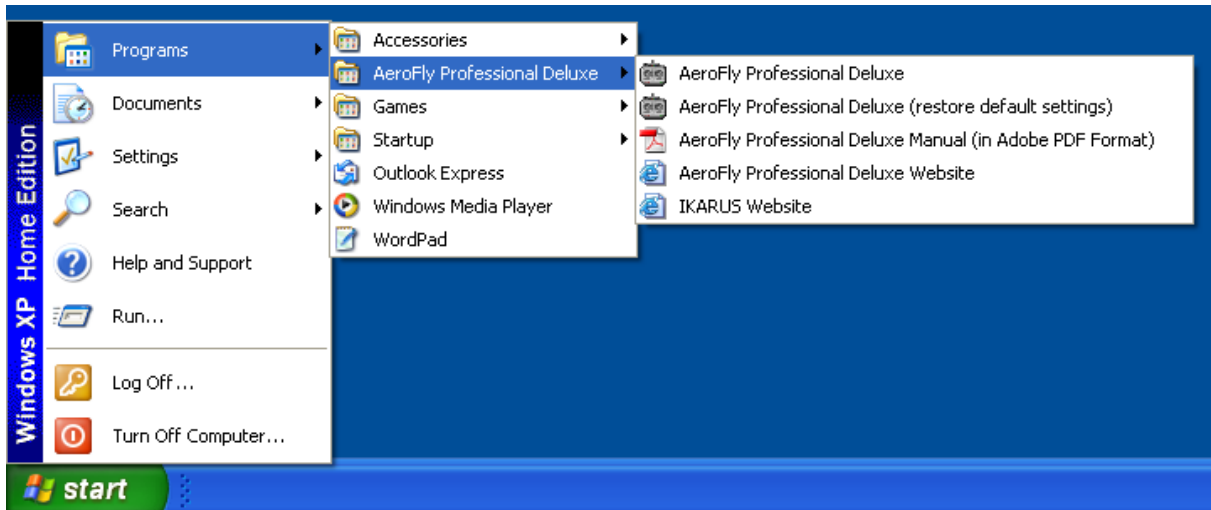 Windows XP Home Edition
Programs
Documents
Settings
Search
Help and Support
Run...
Log Off...
Turn Off Computer...
Accessories
AeroFly Professional Deluxe
Games
Startup
Outlook Express
Windows Media Player
WordPad
AeroFly Professional Deluxe
AeroFly Professional Deluxe (restore default settings)
AeroFly Professional Deluxe Manual (in Adobe PDF Format)
AeroFly Professional Deluxe Website
IKARUS Website
start